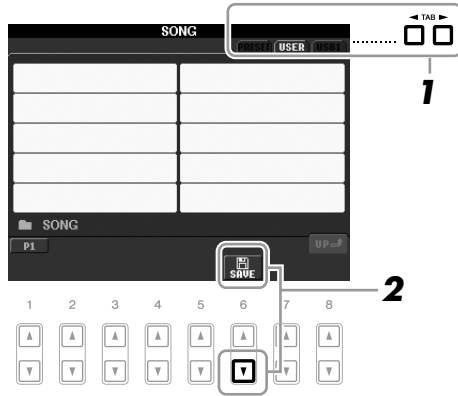 SONG
◄ TAB ►
PRESET USER USB1
1
SONG
P1
UP
SAVE
2
1 2 3 4 5 6 7 8